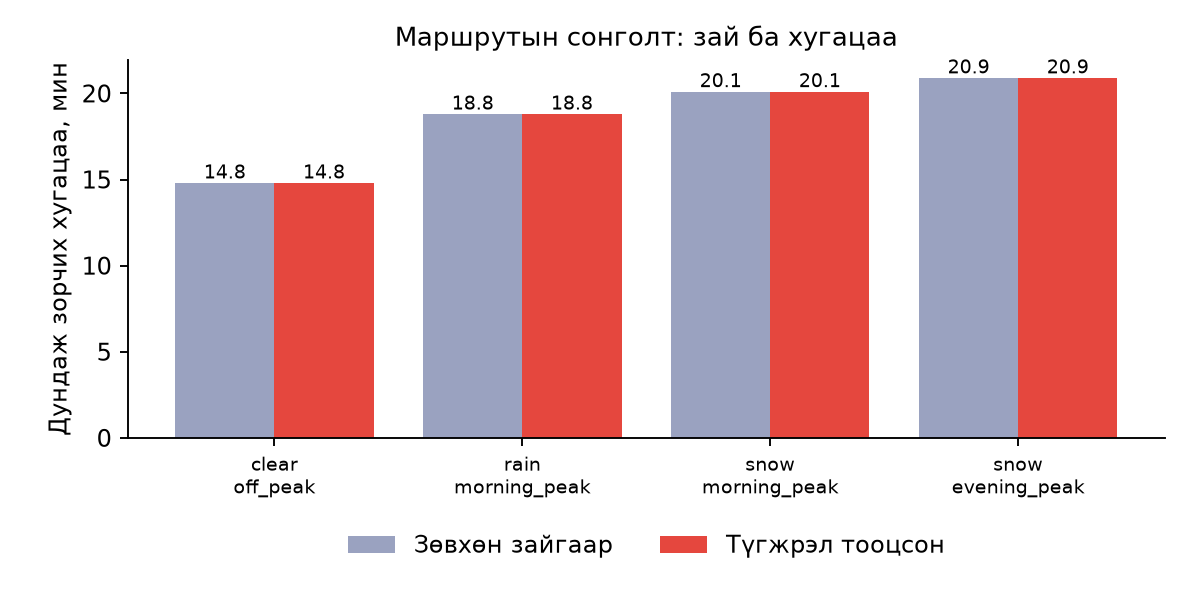 Маршрутын сонголт: зай ба хугацаа
Дундаж зорчих хугацаа, мин
20
15
10
5
0
14.8 14.8
18.8 18.8
20.1 20.1
20.9 20.9
clear
off_peak
rain
morning_peak
snow
morning_peak
snow
evening_peak
Зөвхөн зайгаар
Түгжрэл тооцсон